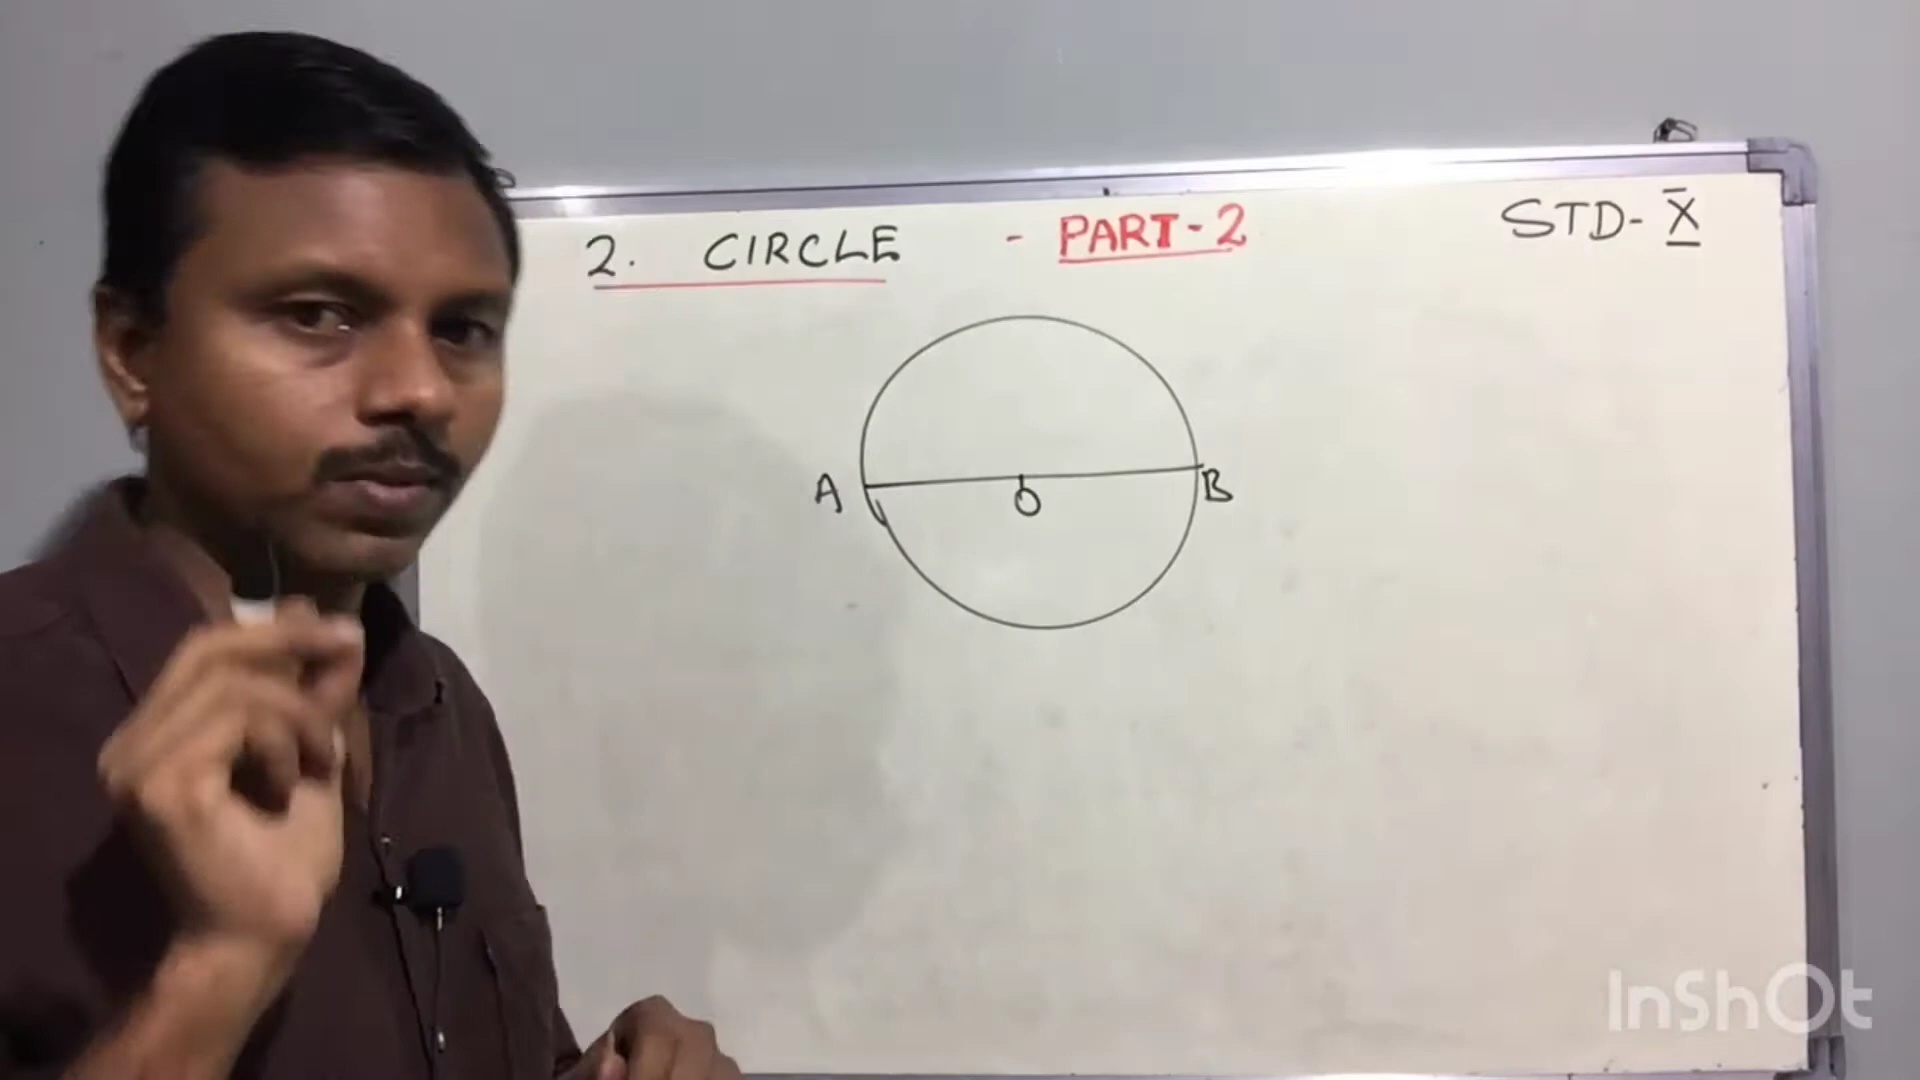 2. CIRCLE - PART-2
STD- X
A
O
B
InShOt